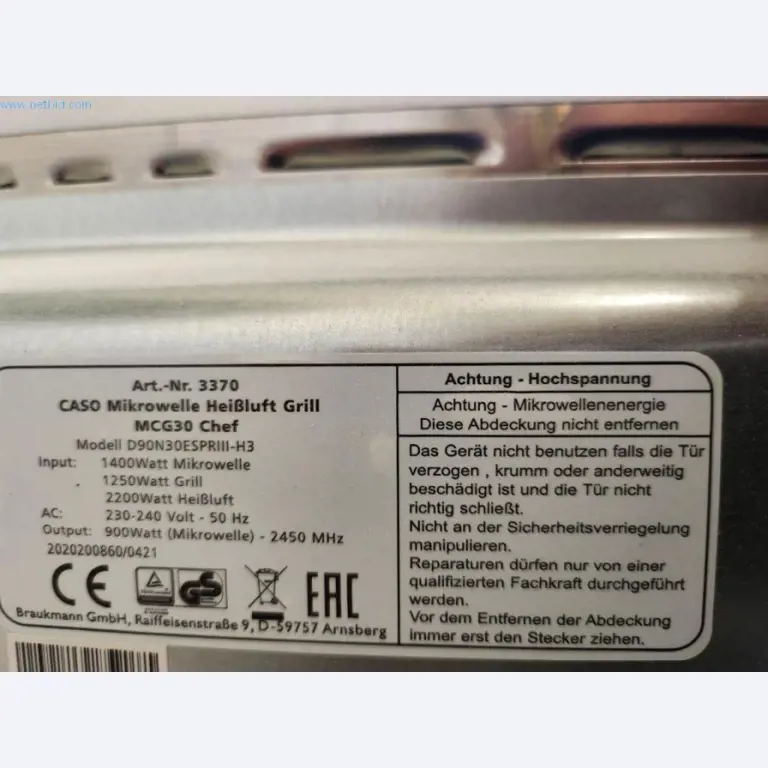 www.netbid.com
Art.-Nr. 3370
CASO Mikrowelle Heißluft Grill
MCG30 Chef
Modell D90N30ESPRIII-H3
Input: 1400Watt Mikrowelle
1250Watt Grill
2200Watt Heißluft
AC: 230-240 Volt - 50 Hz
Output: 900Watt (Mikrowelle) - 2450 MHz
2020200860/0421
CE
GS
EAC
Braukmann GmbH, Raiffeisenstraße 9, D-59757 Arnsberg
Achtung - Hochspannung
Achtung - Mikrowellenenergie
Diese Abdeckung nicht entfernen
Das Gerät nicht benutzen falls die Tür
verzogen , krumm oder anderweitig
beschädigt ist und die Tür nicht
richtig schließt.
Nicht an der Sicherheitsverriegelung
manipulieren.
Reparaturen dürfen nur von einer
qualifizierten Fachkraft durchgeführt
werden.
Vor dem Entfernen der Abdeckung
immer erst den Stecker ziehen.